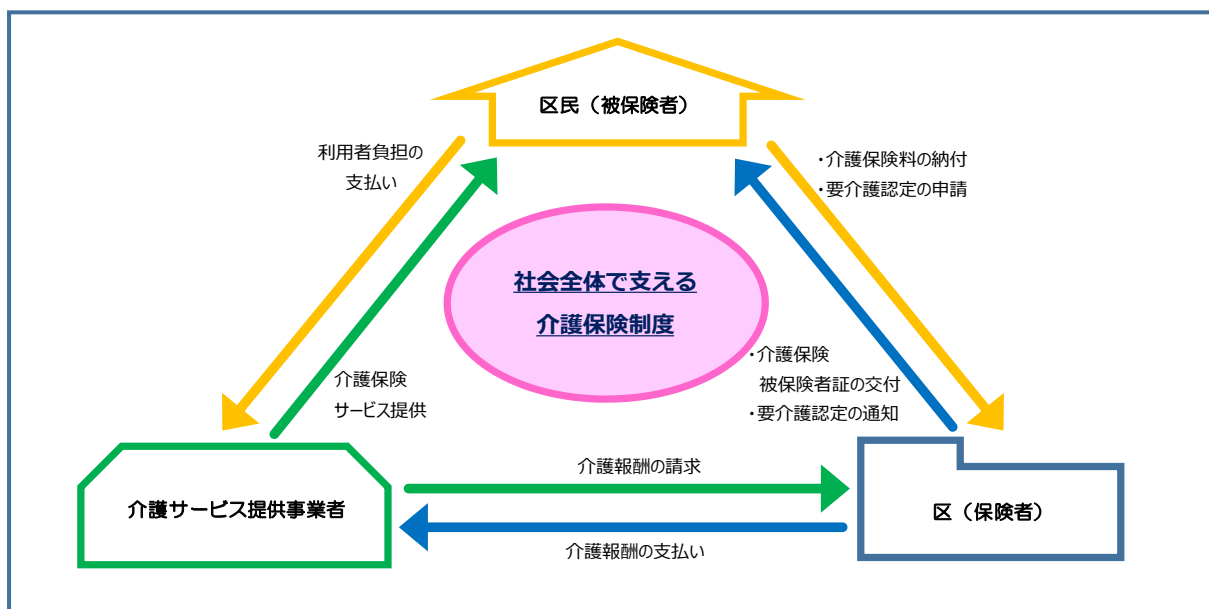 区民（被保険者）
利用者負担の
支払い
・介護保険料の納付
・要介護認定の申請
社会全体で支える
介護保険制度
介護保険
サービス提供
・介護保険
被保険者証の交付
・要介護認定の通知
介護サービス提供事業者
介護報酬の請求
区（保険者）
介護報酬の支払い